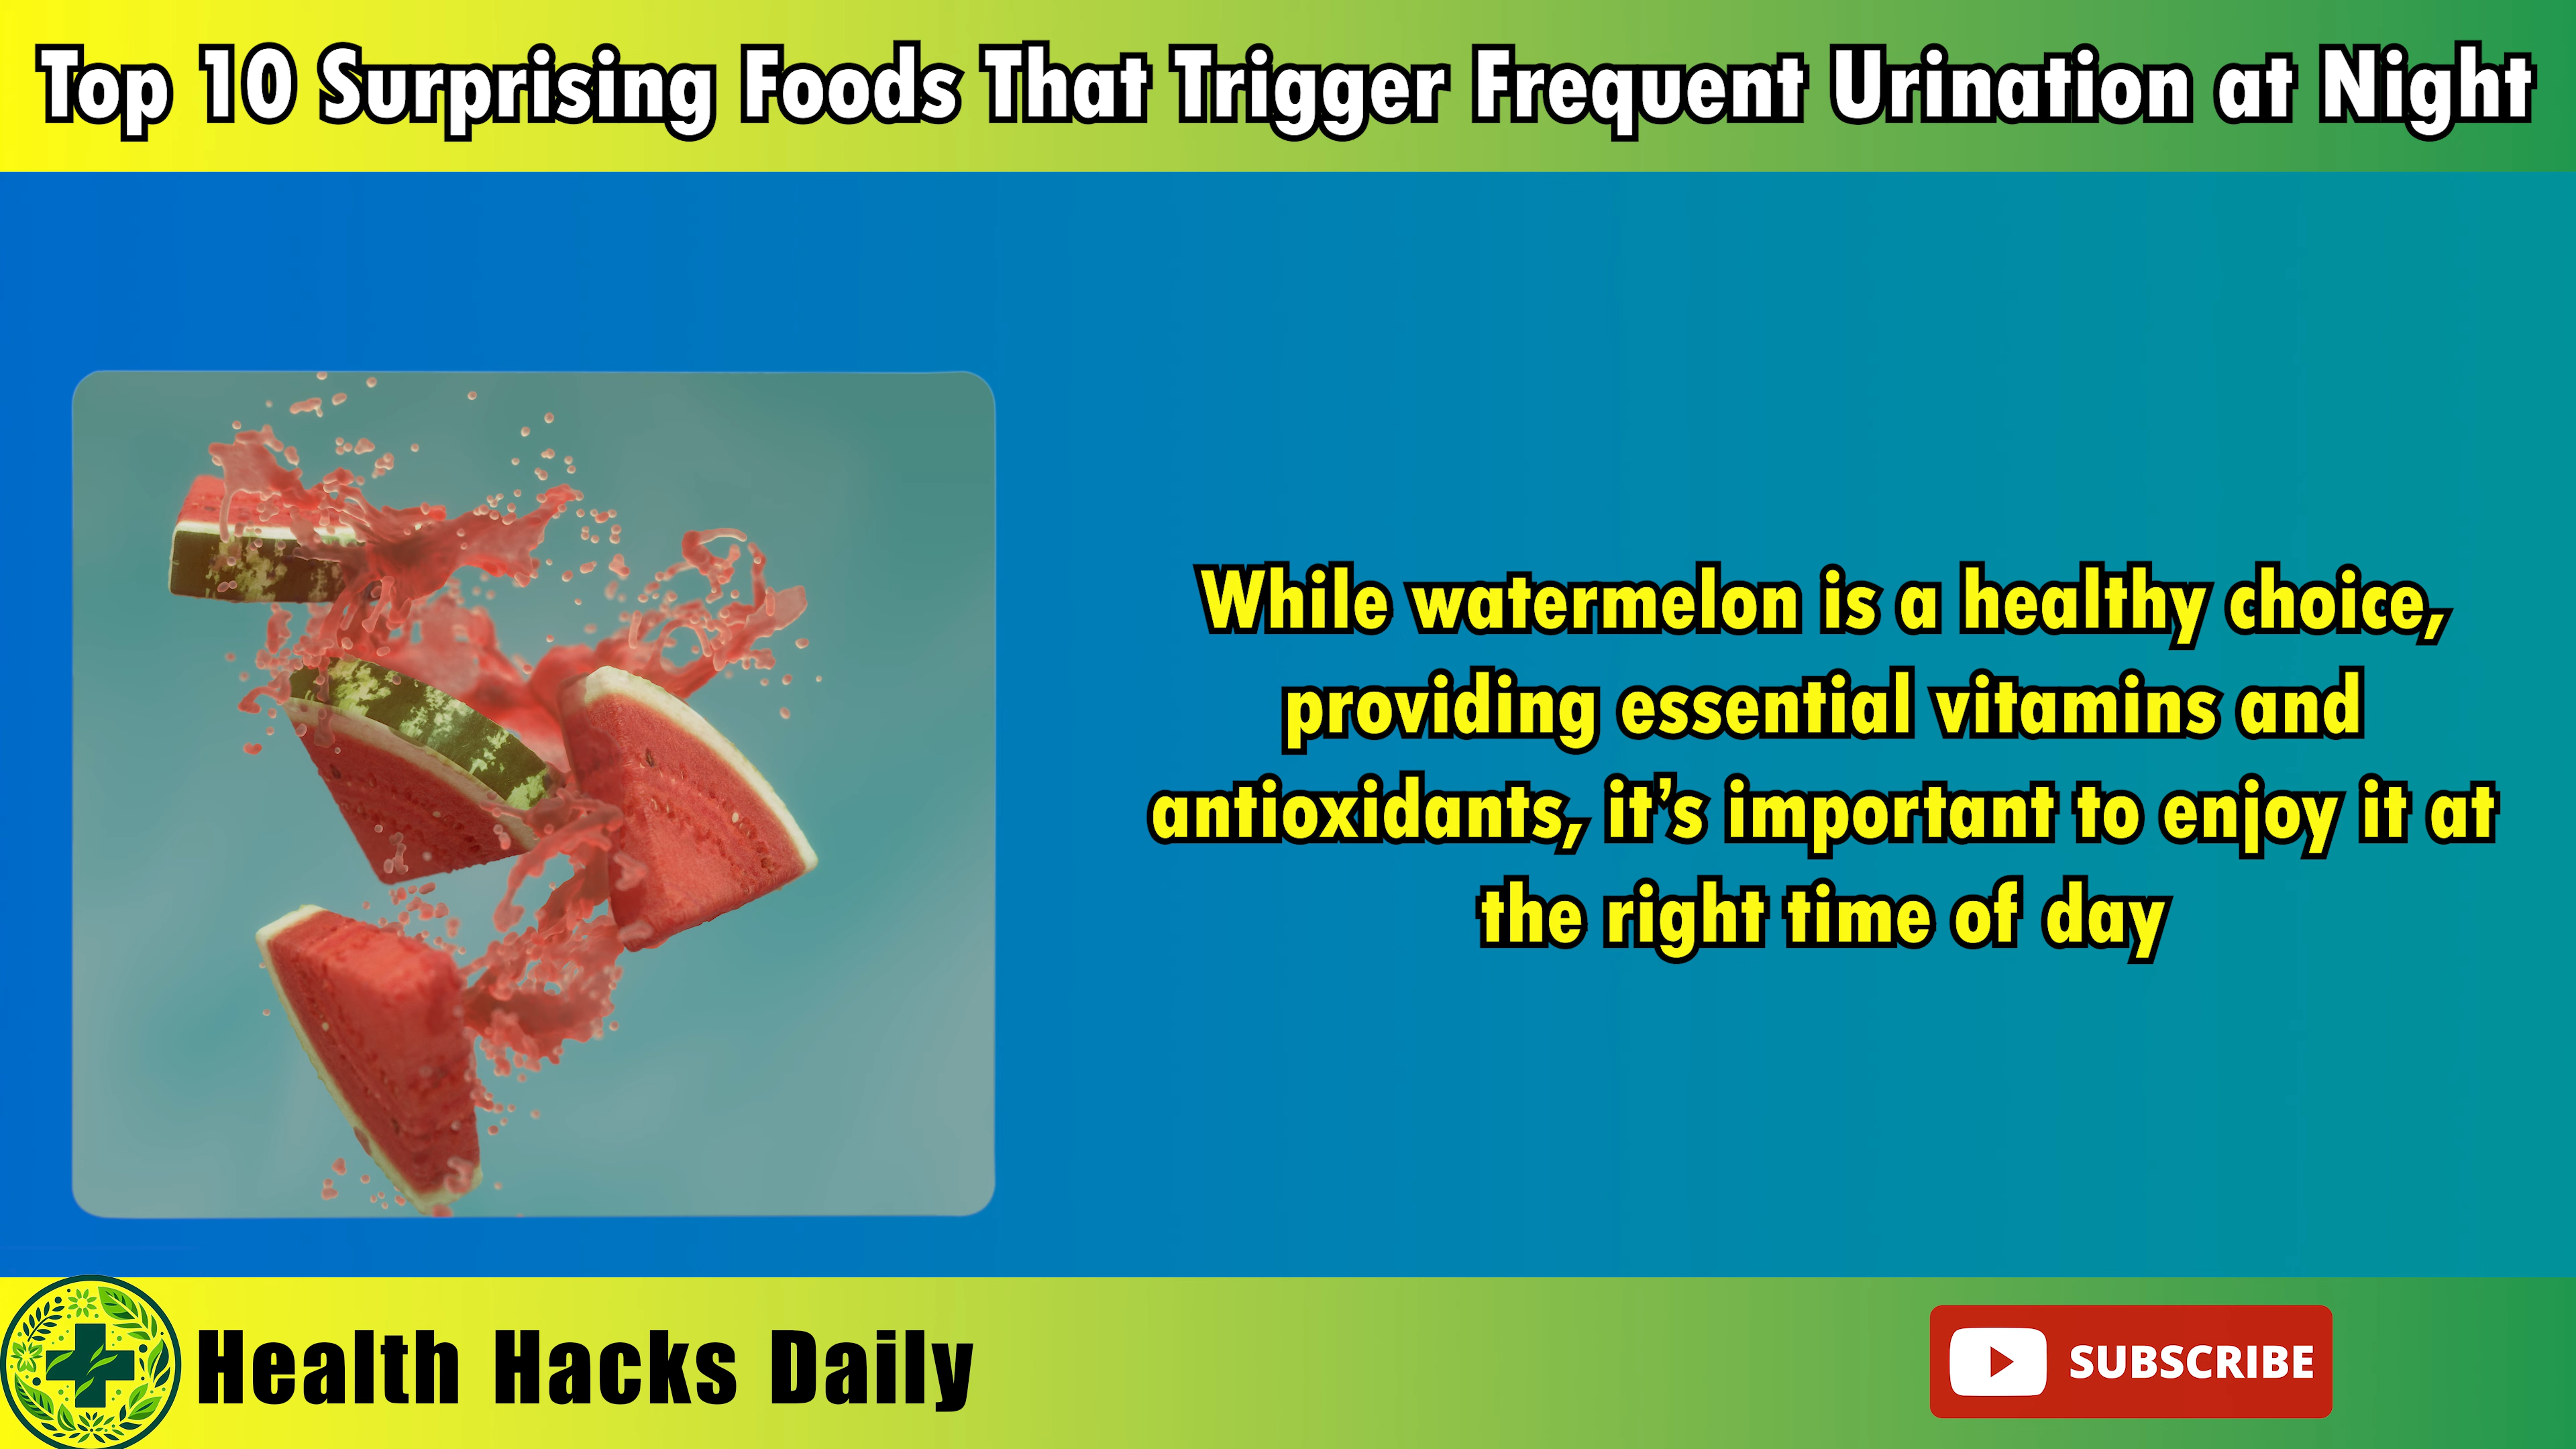 Top 10 Surprising Foods That Trigger Frequent Urination at Night
While watermelon is a healthy choice,
providing essential vitamins and
antioxidants, it’s important to enjoy it at
the right time of day
Health Hacks Daily
SUBSCRIBE